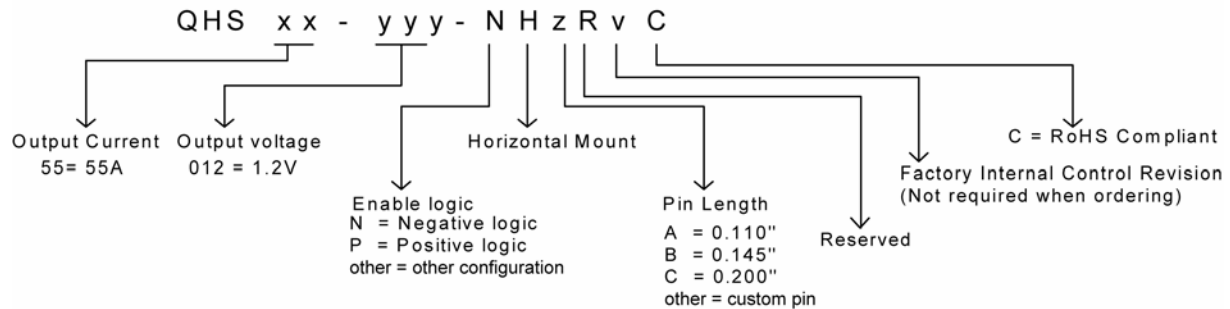 QHS xx - yyy - NHzRvC
Output Current
55= 55A
Output voltage
012 = 1.2V
Enable logic
N = Negative logic
P = Positive logic
other = other configuration
Horizontal Mount
Pin Length
A = 0.110"
B = 0.145"
C = 0.200"
other = custom pin
Reserved
Factory Internal Control Revision
(Not required when ordering)
C = RoHS Compliant